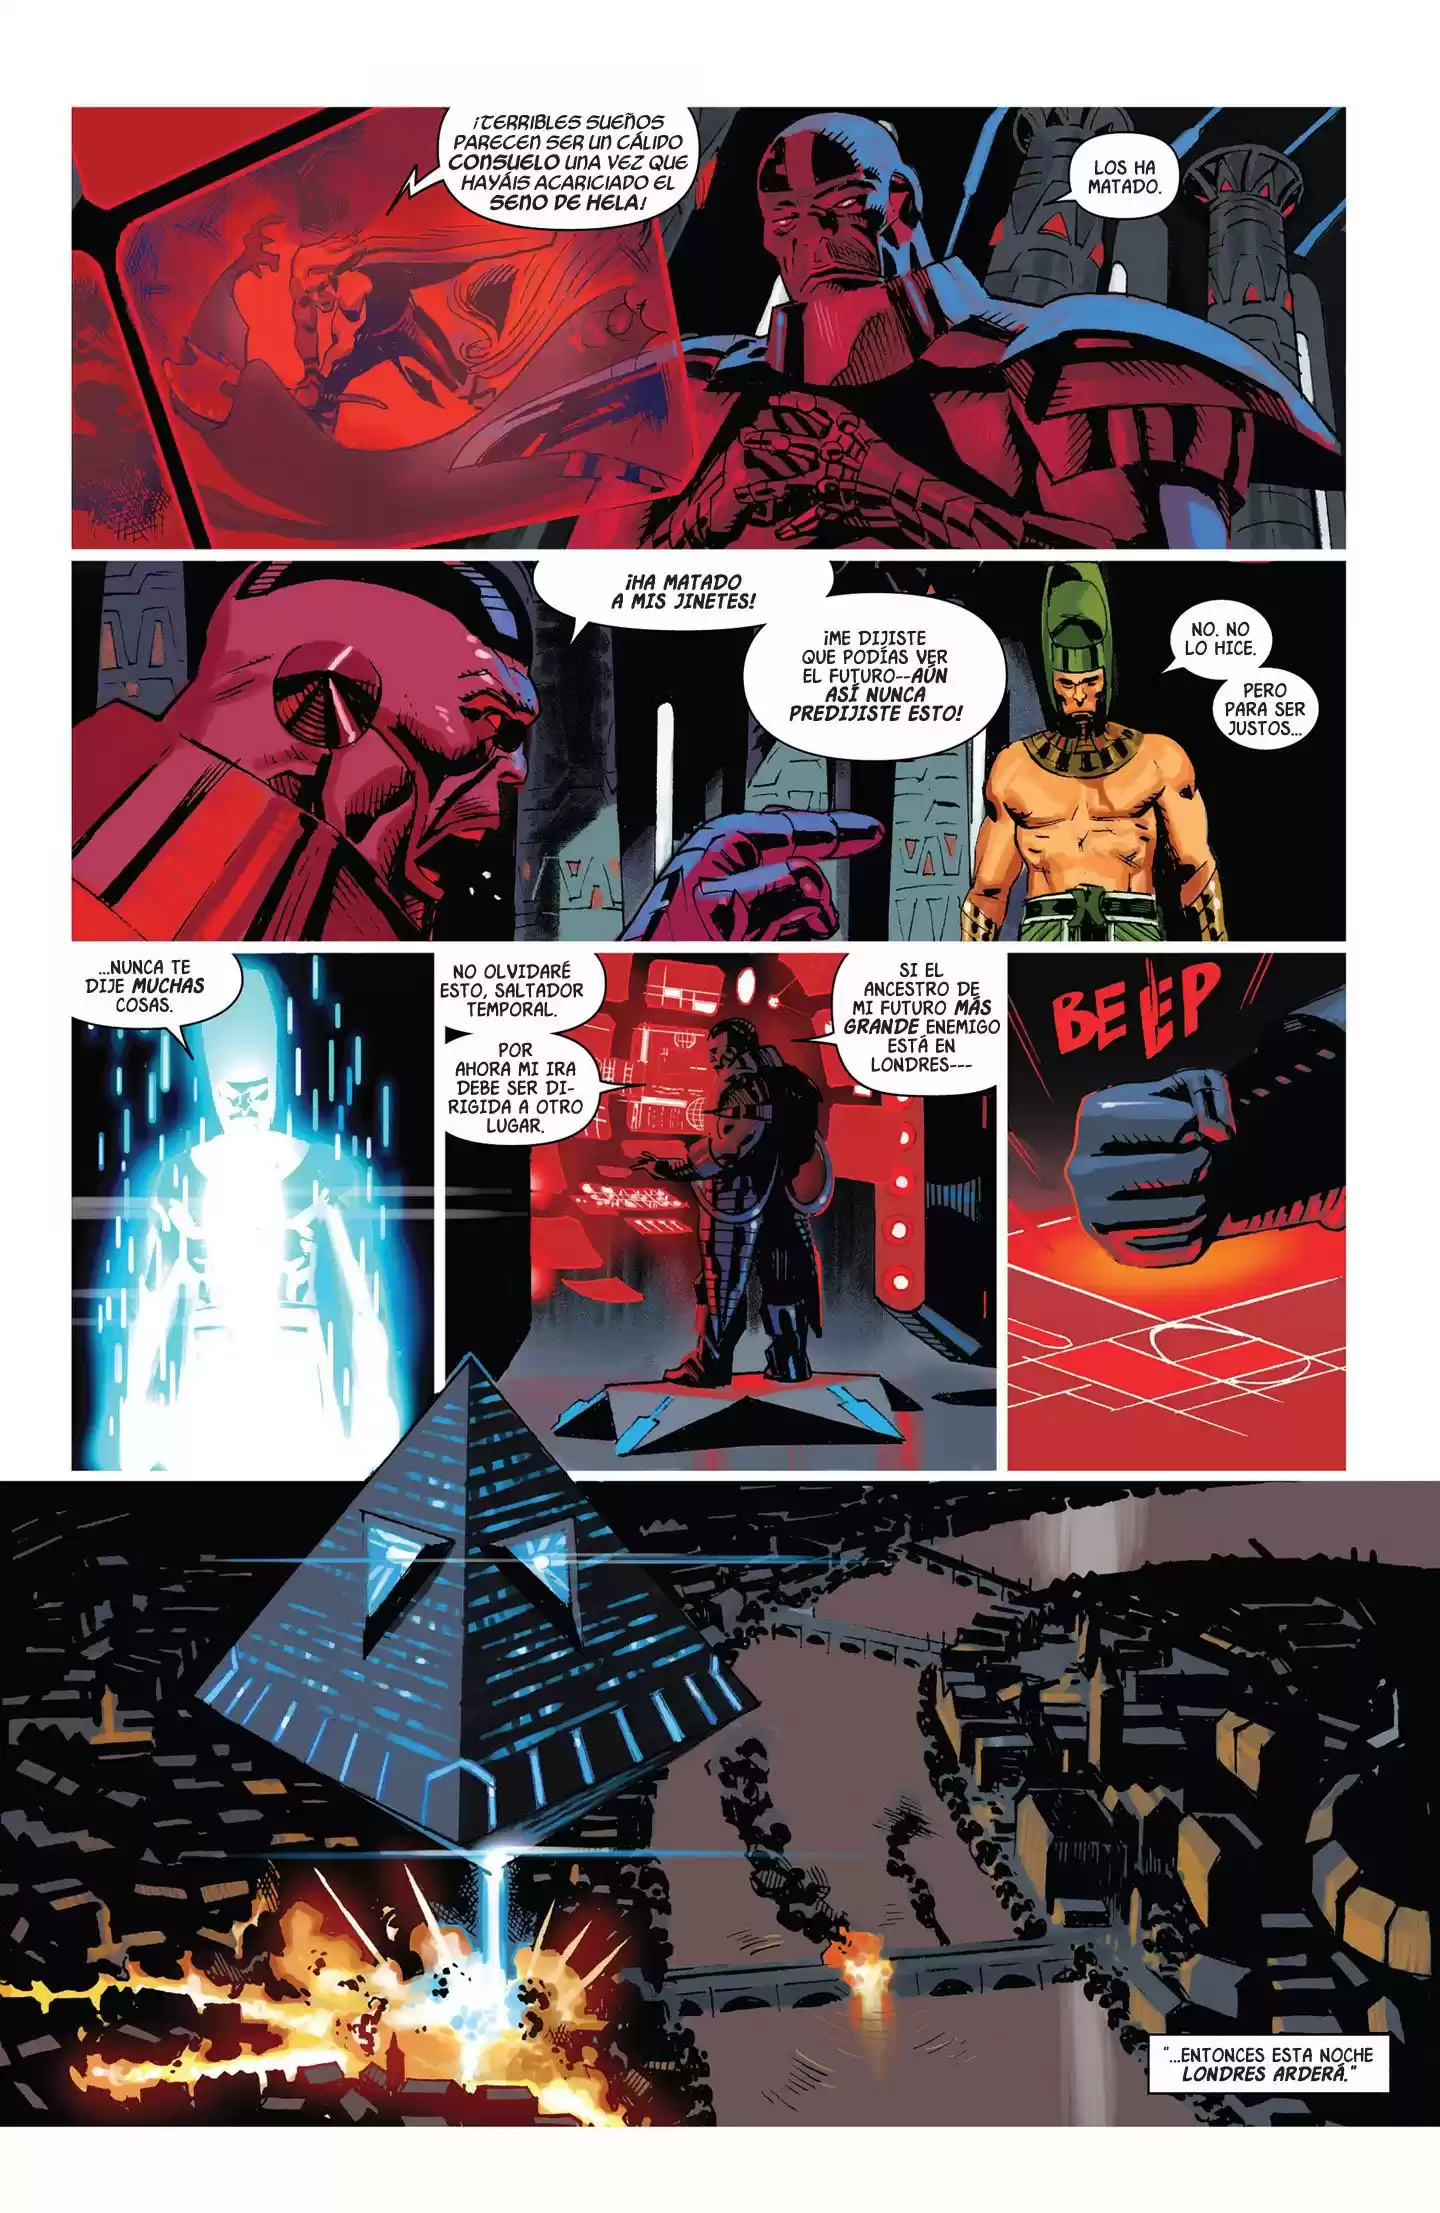 ¡TERRIBLES SUEÑOS
PARECEN SER UN CÁLIDO
CONSUELO UNA VEZ QUE
HAYÁIS ACARICIADO EL
SENO DE HELA!
LOS HA
MATADO.
¡HA MATADO
A MIS JINETES!
¡ME DIJISTE
QUE PODÍAS VER
EL FUTURO--AÚN
ASÍ NUNCA
PREDIJISTE ESTO!
NO. NO
LO HICE.
PERO
PARA SER
JUSTOS...
...NUNCA TE
DIJE MUCHAS
COSAS.
NO OLVIDARÉ
ESTO, SALTADOR
TEMPORAL.
POR
AHORA MI IRA
DEBE SER DI-
RIGIDA A OTRO
LUGAR.
SI EL
ANCESTRO DE
MI FUTURO MÁS
GRANDE ENEMIGO
ESTÁ EN
LONDRES---
BEEEP
"...ENTONCES ESTA NOCHE
LONDRES ARDERÁ."